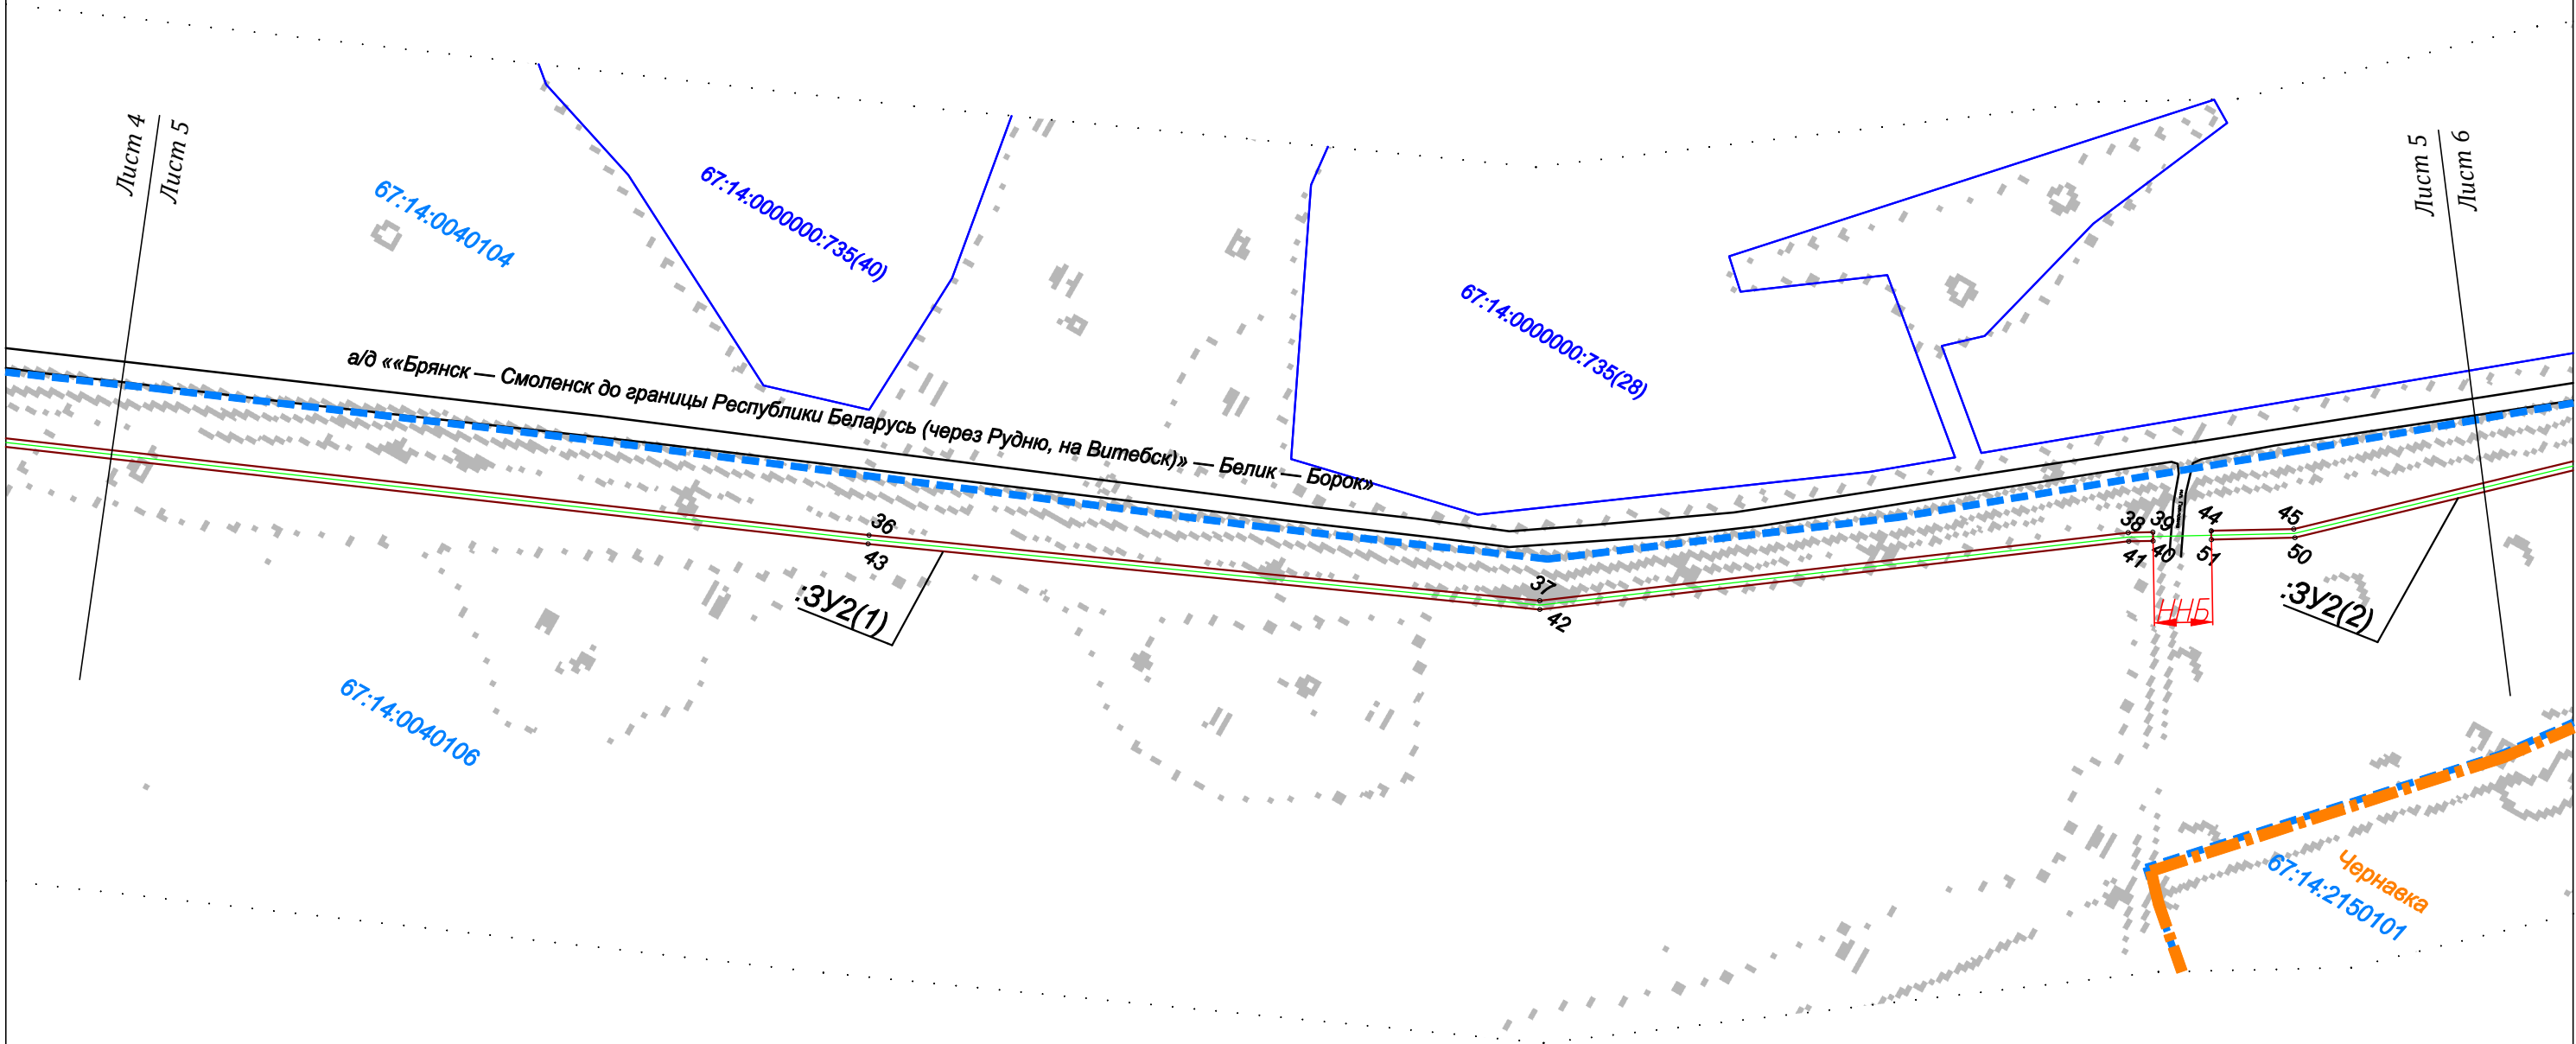 Лист 4
Лист 5
67:14:0040104
67:14:0000000:735(40)
67:14:0000000:735(28)
Лист 5
Лист 6
а/д ««Брянск — Смоленск до границы Республики Беларусь (через Рудню, на Витебск)» — Белик — Борок»
36
43
:ЗУ2(1)
37
42
38
39
41
40
44
45
51
50
ННБ
:ЗУ2(2)
67:14:0040106
Чернавка
67:14:2150101